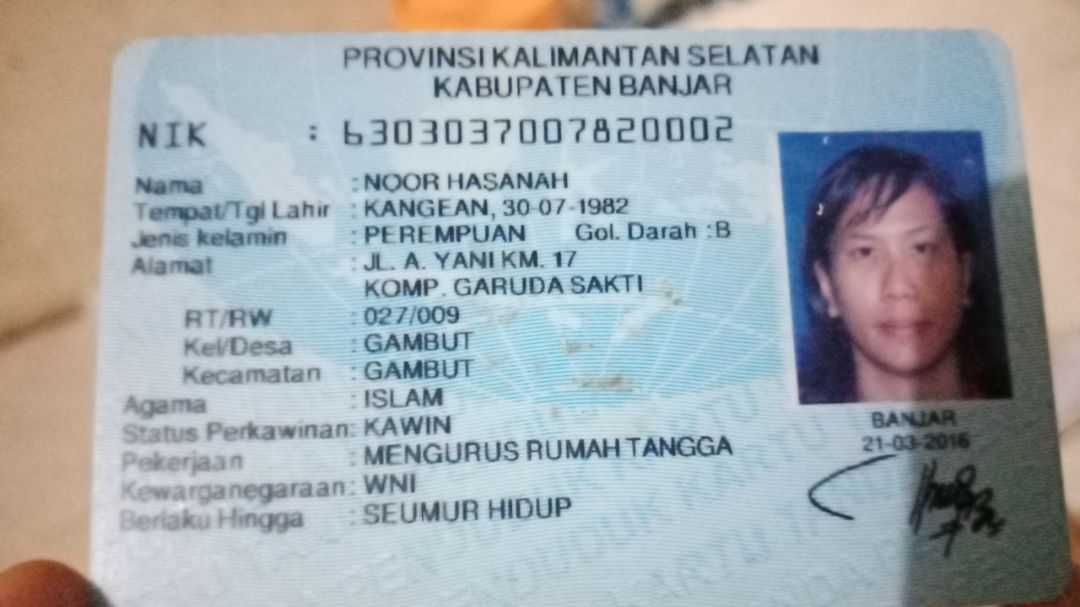 PROVINSI KALIMANTAN SELATAN
KABUPATEN BANJAR
NIK : 6303037007820002
Nama : NOOR HASANAH
Tempat/Tgl Lahir : KANGEAN, 30-07-1982
Jenis kelamin : PEREMPUAN Gol. Darah : B
Alamat : JL. A. YANI KM. 17
KOMP. GARUDA SAKTI
RT/RW : 027/009
Kel/Desa : GAMBUT
Kecamatan : GAMBUT
Agama : ISLAM
Status Perkawinan: KAWIN
Pekerjaan : MENGURUS RUMAH TANGGA
Kewarganegaraan: WNI
Berlaku Hingga : SEUMUR HIDUP
BANJAR
21-03-2016